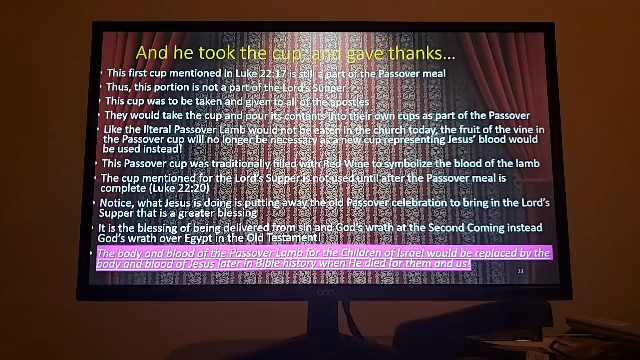 And he took the cup, and gave thanks...
• This first cup mentioned in Luke 22:17 is still a part of the Passover meal
• Thus, this portion is not a part of the Lord's Supper
• This cup was to be taken and given to all of the apostles
• They would take the cup and pour its contents into their own cups as part of the Passover
• Like the literal Passover Lamb would not be eaten in the church today, the fruit of the vine in
the Passover cup will no longer be necessary as a new cup representing Jesus' blood would
be used instead!
• This Passover cup was traditionally filled with Red Wine to symbolize the blood of the lamb
• The cup mentioned for the Lord's Supper is not used until after the Passover meal is
complete (Luke 22:20)
• Notice, what Jesus is doing is putting away the old Passover celebration to bring in the Lord's
Supper that is a greater blessing
• It is the blessing of being delivered from sin and God's wrath at the Second Coming instead
God's wrath over Egypt in the Old Testament!
• The body and blood of the Passover Lamb for the Children of Israel would be replaced by the
body and blood of Jesus later in Bible history when He died for them and us!
23
onn